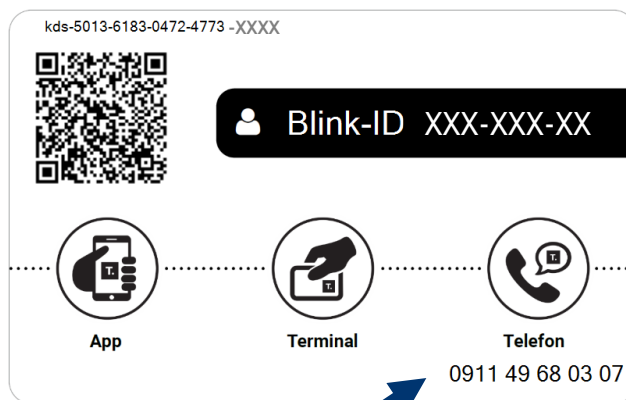 kds-5013-6183-0472-4773 -XXXX
Blink-ID XXX-XXX-XX
T.
T.
T.
App
Terminal
Telefon
0911 49 68 03 07